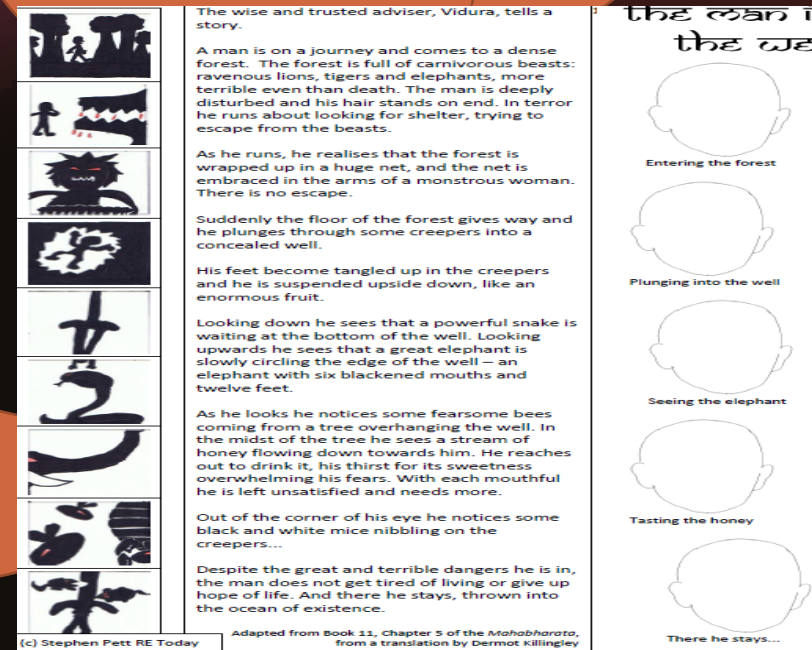 The wise and trusted adviser, Vidura, tells a
story.
A man is on a journey and comes to a dense
forest.  The forest is full of carnivorous beasts:
ravenous lions, tigers and elephants, more
terrible even than death. The man is deeply
disturbed and his hair stands on end. In terror
he runs about looking for shelter, trying to
escape from the beasts.
As he runs, he realises that the forest is
wrapped up in a huge net, and the net is
embraced in the arms of a monstrous woman.
There is no escape.
Suddenly the floor of the forest gives way and
he plunges through some creepers into a
concealed well.
His feet become tangled up in the creepers
and he is suspended upside down, like an
enormous fruit.
Looking down he sees that a powerful snake is
waiting at the bottom of the well. Looking
upwards he sees that a great elephant is
slowly circling the edge of the well – an
elephant with six blackened mouths and
twelve feet.
As he looks he notices some fearsome bees
coming from a tree overhanging the well. In
the midst of the tree he sees a stream of
honey flowing down towards him. He reaches
out to drink it, his thirst for its sweetness
overwhelming his fears. With each mouthful
he is left unsatisfied and needs more.
Out of the corner of his eye he notices some
black and white mice nibbling on the
creepers...
Despite the great and terrible dangers he is in,
the man does not get tired of living or give up
hope of life. And there he stays, thrown into
the ocean of existence.
Adapted from Book 11, Chapter 5 of the Mahabharata,
from a translation by Dermot Killingley
(c) Stephen Pett RE Today
the man i
the we
Entering the forest
Plunging into the well
Seeing the elephant
Tasting the honey
There he stays...